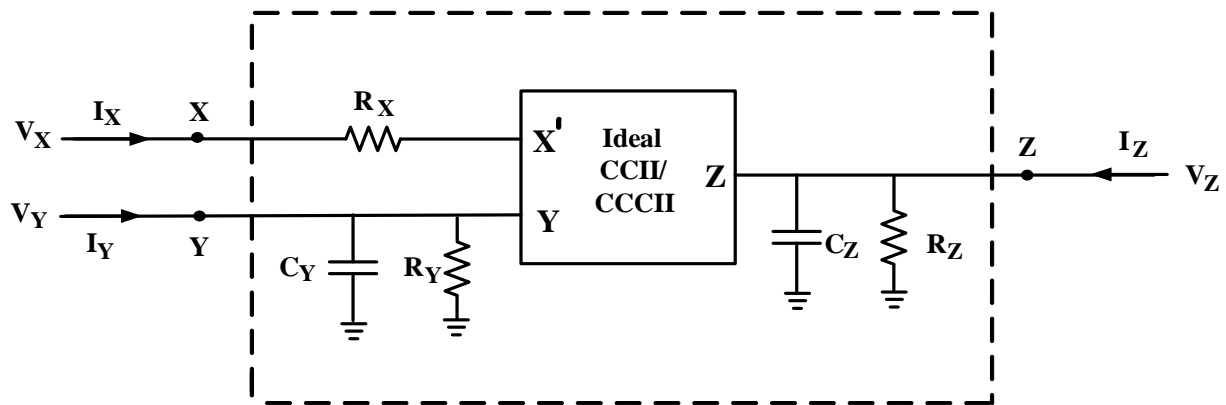 R_X
I_X
X
V_X
X'
Ideal
CCII/
CCCII
Z
Z
I_Z
V_Z
V_Y
I_Y
Y
Y
C_Y
R_Y
C_Z
R_Z